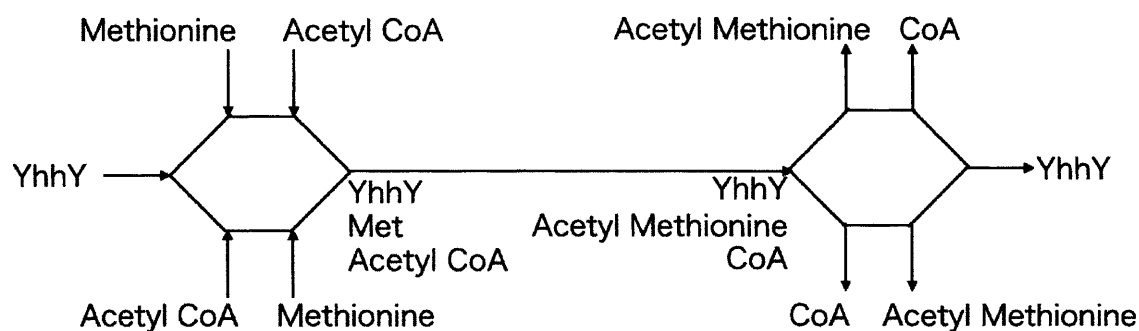 Methionine Acetyl CoA Acetyl Methionine CoA
YhhY YhhY YhhY YhhY
Met Acetyl Methionine
Acetyl CoA CoA
Acetyl CoA Methionine CoA Acetyl Methionine